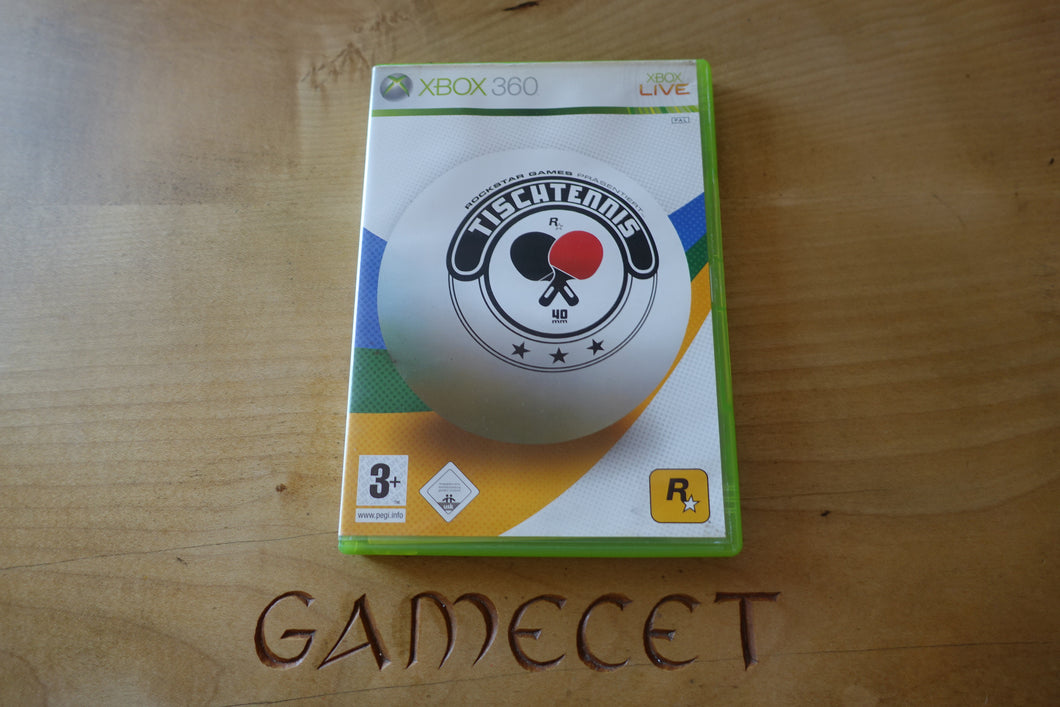 XBOX 360
XBOX
LIVE
PAL
ROCKSTAR GAMES PRÄSENTIERT
TISCHTENNIS
R
40
mm
3+
www.pegi.info
R
GAMECET